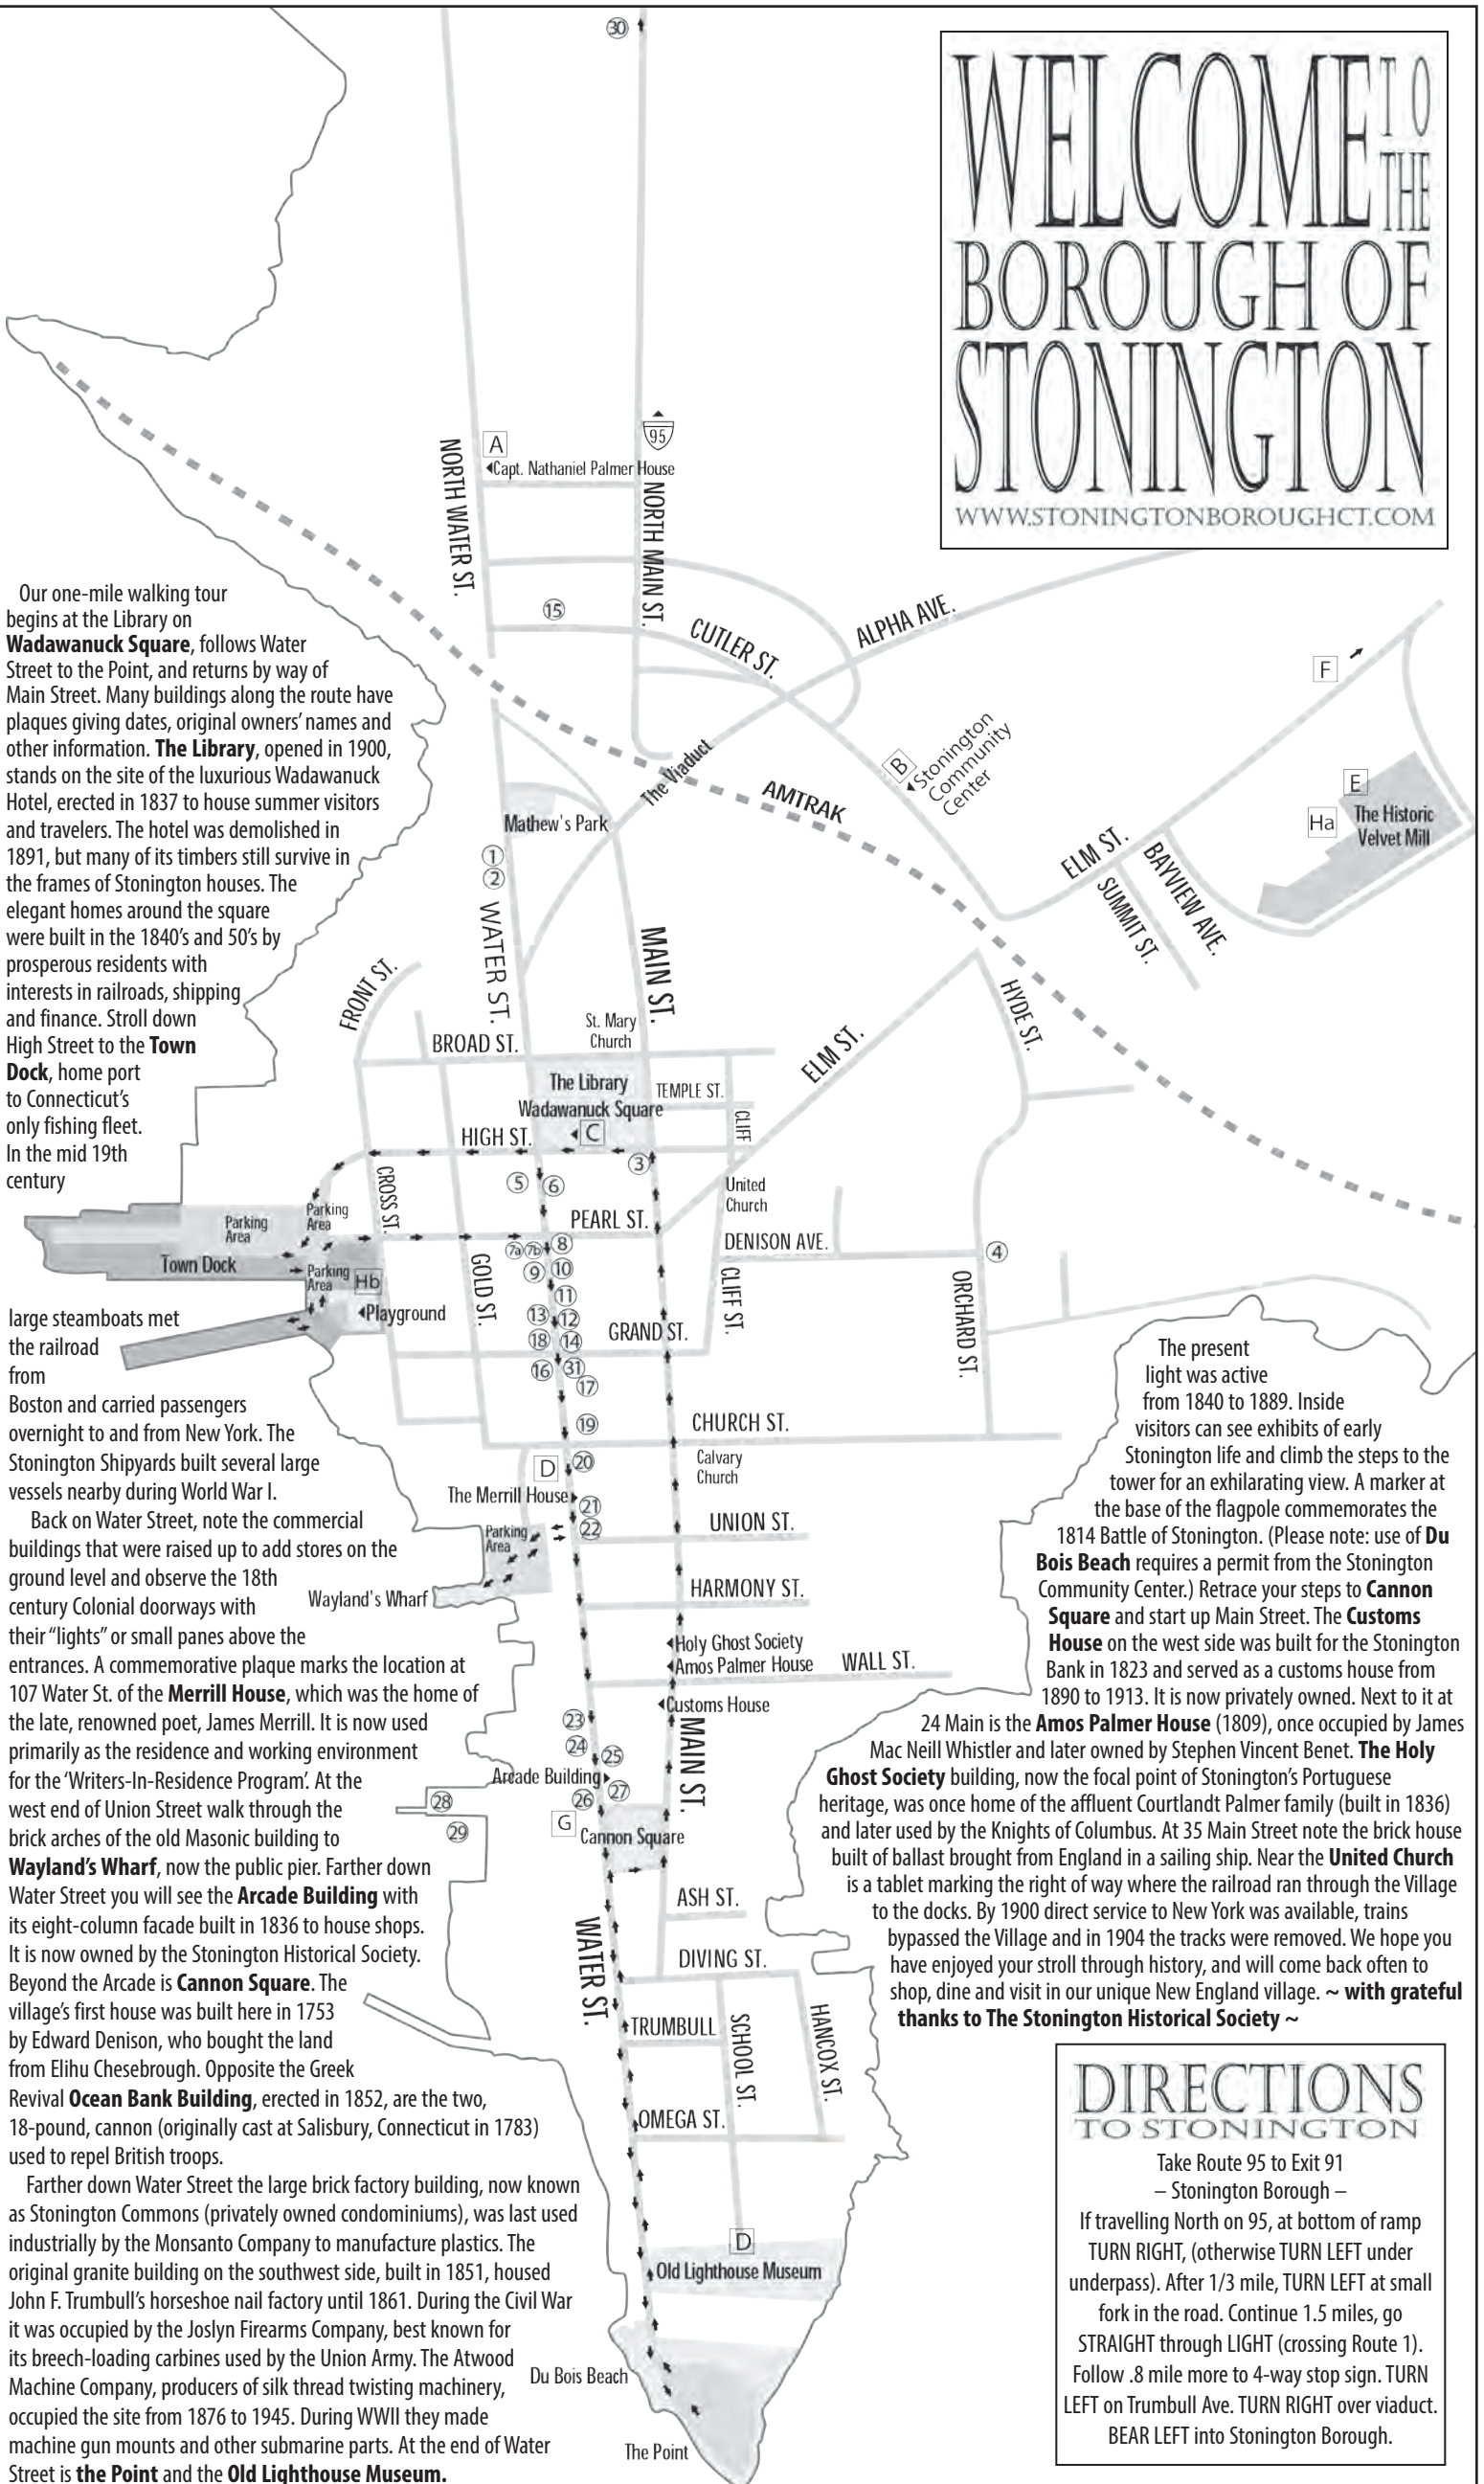 WELCOME TO
THE
BOROUGH OF
STONINGTON
WWW.STONINGTONBOROUGHCT.COM
30
95
A
◂Capt. Nathaniel Palmer House
NORTH WATER ST.
NORTH MAIN ST.
15
CUTLER ST.
ALPHA AVE.
The Viaduct
AMTRAK
B
Stonington
Community
Center
F
E
Ha
The Historic
Velvet Mill
ELM ST.
BAYVIEW AVE.
SUMMIT ST.
Mathew's Park
1
2
WATER ST.
MAIN ST.
FRONT ST.
BROAD ST.
St. Mary
Church
ELM ST.
HYDE ST.
The Library
Wadawanuck Square
TEMPLE ST.
CLIFF
HIGH ST.
C
3
CROSS ST.
5
6
United
Church
PEARL ST.
Parking
Area
Parking
Area
Town Dock
Parking
Area
Hb
◂Playground
GOLD ST.
7a
7b
8
9
10
11
13
12
18
14
16
31
17
19
DENISON AVE.
4
CLIFF ST.
ORCHARD ST.
GRAND ST.
CHURCH ST.
Calvary
Church
D
20
The Merrill House▸
21
22
Parking
Area
UNION ST.
Wayland's Wharf
HARMONY ST.
◂Holy Ghost Society
◂Amos Palmer House
WALL ST.
◂Customs House
MAIN ST.
23
24
25
Arcade Building▸
27
26
28
29
G
Cannon Square
ASH ST.
WATER ST.
DIVING ST.
TRUMBULL
SCHOOL ST.
HANCOX ST.
OMEGA ST.
D
Old Lighthouse Museum
Du Bois Beach
The Point
Our one-mile walking tour
begins at the Library on
Wadawanuck Square, follows Water
Street to the Point, and returns by way of
Main Street. Many buildings along the route have
plaques giving dates, original owners' names and
other information. The Library, opened in 1900,
stands on the site of the luxurious Wadawanuck
Hotel, erected in 1837 to house summer visitors
and travelers. The hotel was demolished in
1891, but many of its timbers still survive in
the frames of Stonington houses. The
elegant homes around the square
were built in the 1840's and 50's by
prosperous residents with
interests in railroads, shipping
and finance. Stroll down
High Street to the Town
Dock, home port
to Connecticut's
only fishing fleet.
In the mid 19th
century
large steamboats met
the railroad
from
Boston and carried passengers
overnight to and from New York. The
Stonington Shipyards built several large
vessels nearby during World War I.
Back on Water Street, note the commercial
buildings that were raised up to add stores on the
ground level and observe the 18th
century Colonial doorways with
their "lights" or small panes above the
entrances. A commemorative plaque marks the location at
107 Water St. of the Merrill House, which was the home of
the late, renowned poet, James Merrill. It is now used
primarily as the residence and working environment
for the 'Writers-In-Residence Program'. At the
west end of Union Street walk through the
brick arches of the old Masonic building to
Wayland's Wharf, now the public pier. Farther down
Water Street you will see the Arcade Building with
its eight-column facade built in 1836 to house shops.
It is now owned by the Stonington Historical Society.
Beyond the Arcade is Cannon Square. The
village's first house was built here in 1753
by Edward Denison, who bought the land
from Elihu Chesebrough. Opposite the Greek
Revival Ocean Bank Building, erected in 1852, are the two,
18-pound, cannon (originally cast at Salisbury, Connecticut in 1783)
used to repel British troops.
Farther down Water Street the large brick factory building, now known
as Stonington Commons (privately owned condominiums), was last used
industrially by the Monsanto Company to manufacture plastics. The
original granite building on the southwest side, built in 1851, housed
John F. Trumbull's horseshoe nail factory until 1861. During the Civil War
it was occupied by the Joslyn Firearms Company, best known for
its breech-loading carbines used by the Union Army. The Atwood
Machine Company, producers of silk thread twisting machinery,
occupied the site from 1876 to 1945. During WWII they made
machine gun mounts and other submarine parts. At the end of Water
Street is the Point and the Old Lighthouse Museum.
The present
light was active
from 1840 to 1889. Inside
visitors can see exhibits of early
Stonington life and climb the steps to the
tower for an exhilarating view. A marker at
the base of the flagpole commemorates the
1814 Battle of Stonington. (Please note: use of Du
Bois Beach requires a permit from the Stonington
Community Center.) Retrace your steps to Cannon
Square and start up Main Street. The Customs
House on the west side was built for the Stonington
Bank in 1823 and served as a customs house from
1890 to 1913. It is now privately owned. Next to it at
24 Main is the Amos Palmer House (1809), once occupied by James
Mac Neill Whistler and later owned by Stephen Vincent Benet. The Holy
Ghost Society building, now the focal point of Stonington's Portuguese
heritage, was once home of the affluent Courtlandt Palmer family (built in 1836)
and later used by the Knights of Columbus. At 35 Main Street note the brick house
built of ballast brought from England in a sailing ship. Near the United Church
is a tablet marking the right of way where the railroad ran through the Village
to the docks. By 1900 direct service to New York was available, trains
bypassed the Village and in 1904 the tracks were removed. We hope you
have enjoyed your stroll through history, and will come back often to
shop, dine and visit in our unique New England village. ~ with grateful
thanks to The Stonington Historical Society ~
DIRECTIONS
TO STONINGTON
Take Route 95 to Exit 91
– Stonington Borough –
If travelling North on 95, at bottom of ramp
TURN RIGHT, (otherwise TURN LEFT under
underpass). After 1/3 mile, TURN LEFT at small
fork in the road. Continue 1.5 miles, go
STRAIGHT through LIGHT (crossing Route 1).
Follow .8 mile more to 4-way stop sign. TURN
LEFT on Trumbull Ave. TURN RIGHT over viaduct.
BEAR LEFT into Stonington Borough.